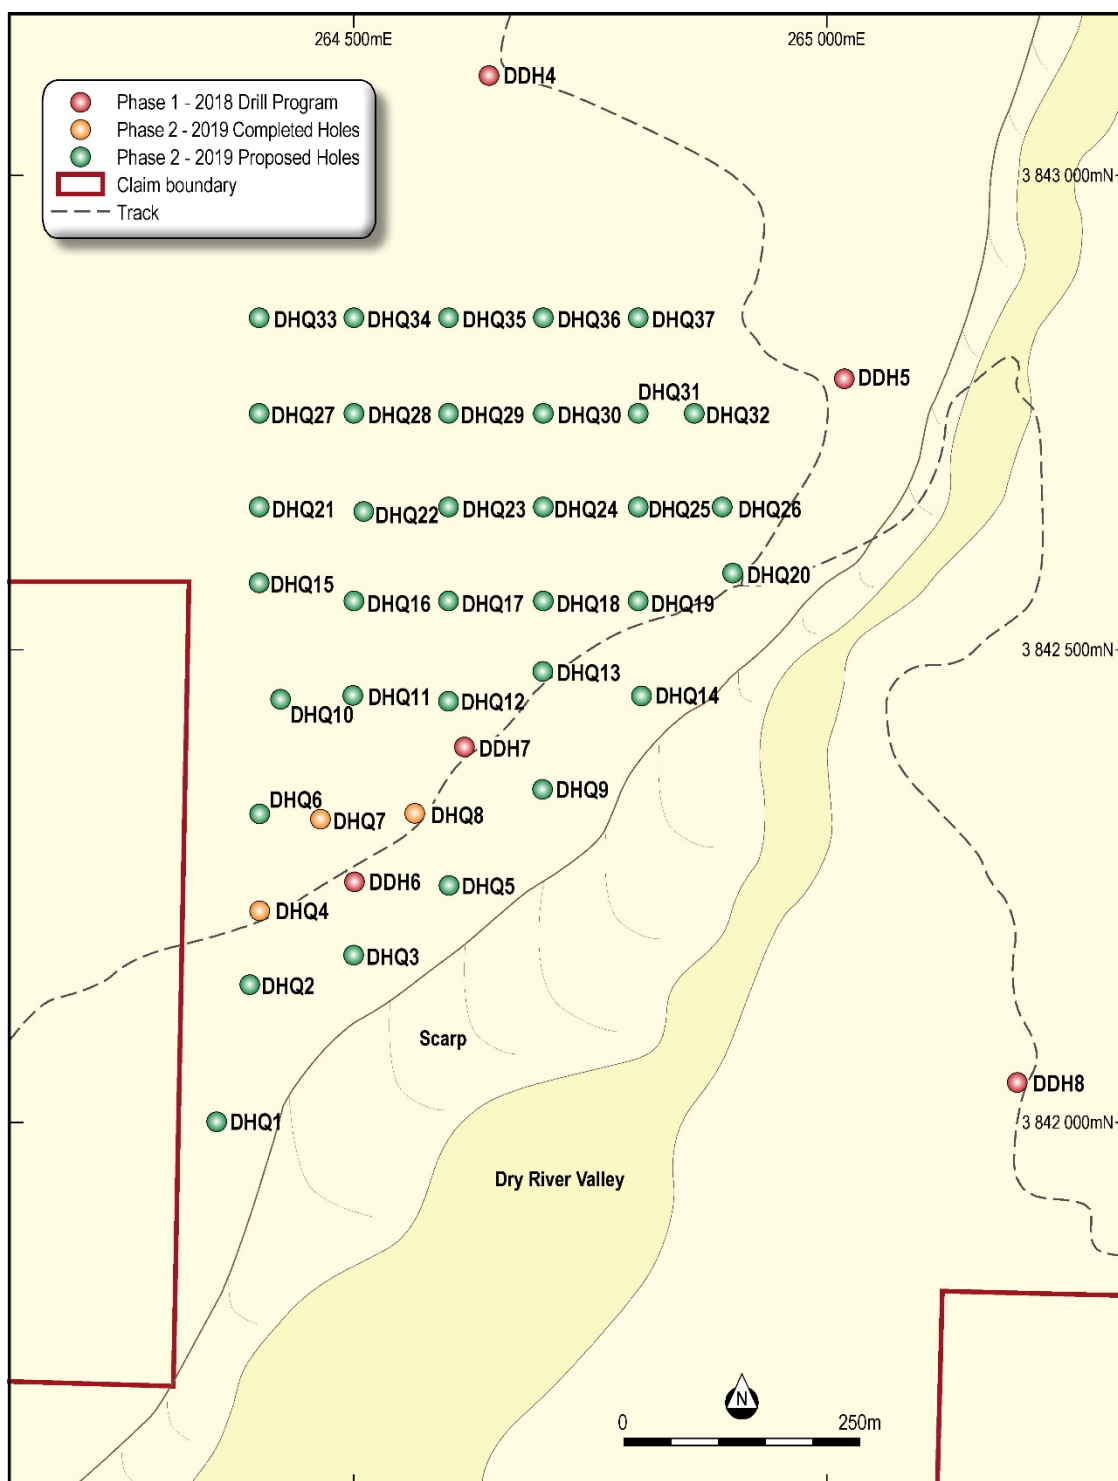 264 500mE 265 000mE
DDH4
Phase 1 - 2018 Drill Program
Phase 2 - 2019 Completed Holes
Phase 2 - 2019 Proposed Holes
Claim boundary
Track
3 843 000mN
DHQ33 DHQ34 DHQ35 DHQ36 DHQ37
DDH5
DHQ31
DHQ27 DHQ28 DHQ29 DHQ30 DHQ32
DHQ21 DHQ22 DHQ23 DHQ24 DHQ25 DHQ26
DHQ20
DHQ15
DHQ16 DHQ17 DHQ18 DHQ19
3 842 500mN
DHQ13
DHQ10 DHQ11 DHQ12 DHQ14
DDH7
DHQ9
DHQ6
DHQ7 DHQ8
DDH6 DHQ5
DHQ4
DHQ3
DHQ2
Scarp
DDH8
DHQ1 3 842 000mN
Dry River Valley
N
0 250m